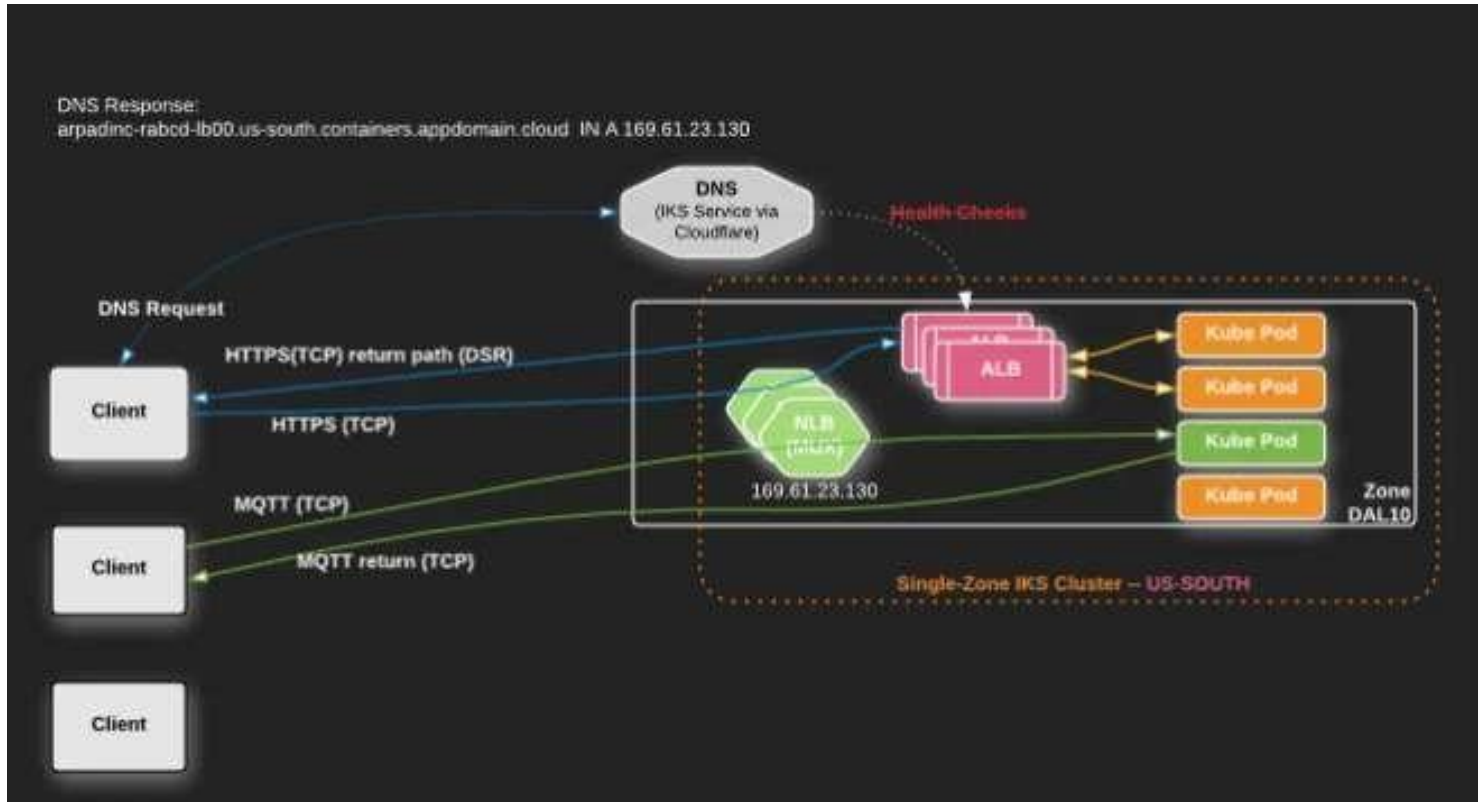 DNS Response:
arpadinc-rabcd-lb00.us-south.containers.appdomain.cloud IN A 169.61.23.130
DNS
(IKS Service via
Cloudflare)
Health Checks
DNS Request
HTTPS(TCP) return path (DSR)
HTTPS (TCP)
Client
ALB
ALB
Kube Pod
Kube Pod
Kube Pod
Kube Pod
NLB
(MUX)
169.61.23.130
Zone
DAL10
MQTT (TCP)
Client
MQTT return (TCP)
Single-Zone IKS Cluster – US-SOUTH
Client